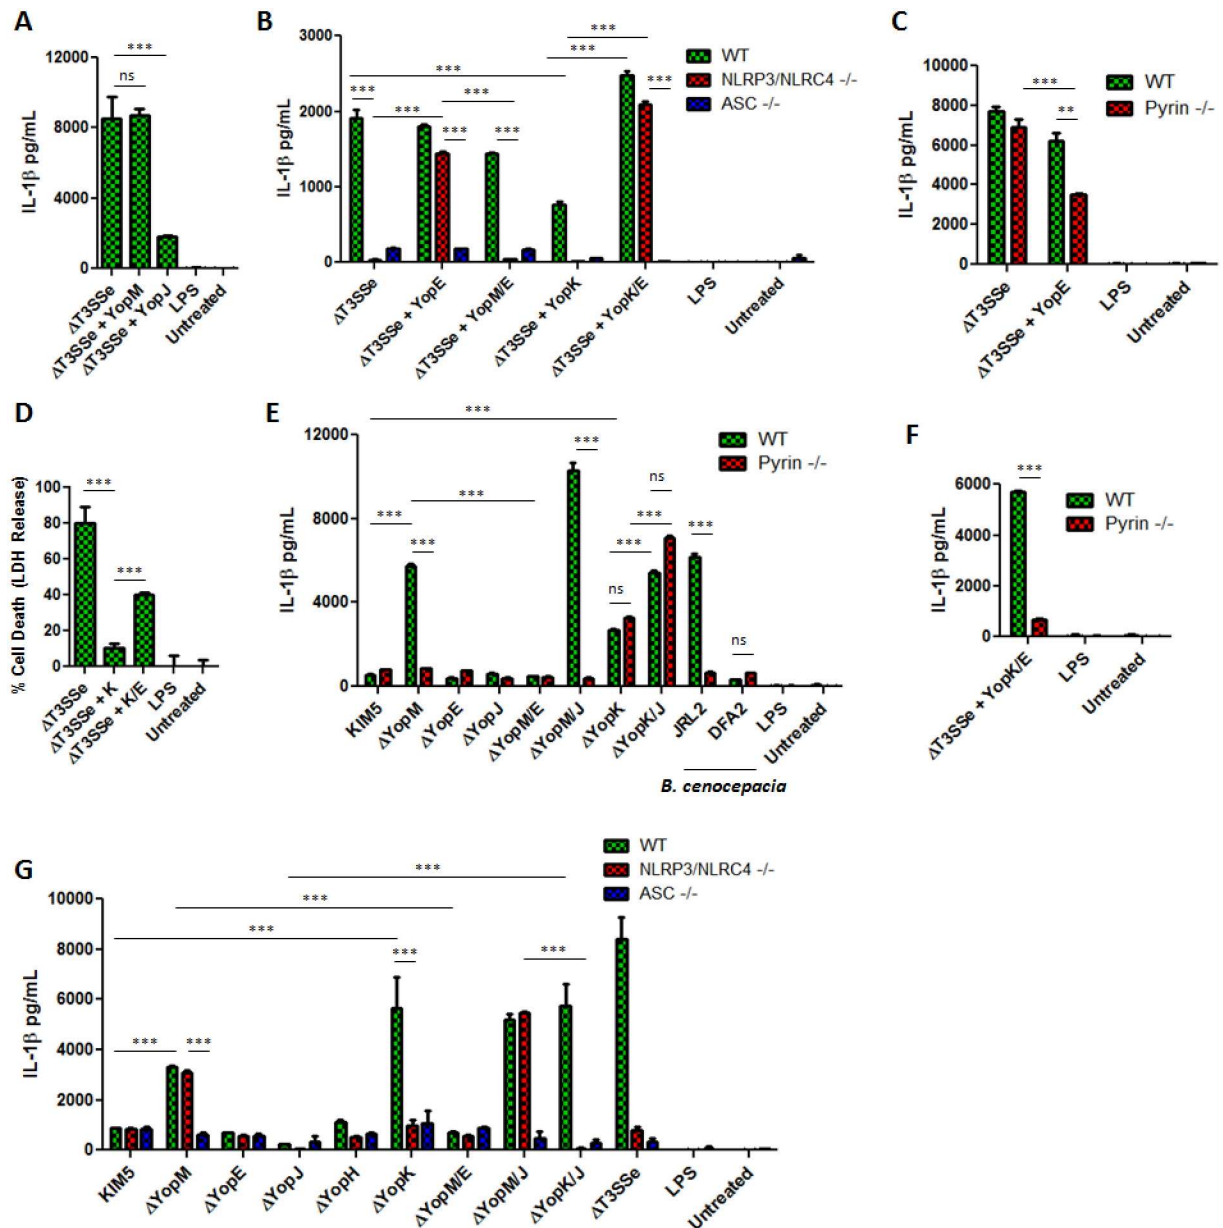 A
IL-1β pg/mL
12000
8000
4000
0
***
ns
ΔT3SSe
ΔT3SSe + YopM
ΔT3SSe + YopJ
LPS
Untreated
B
IL-1β pg/mL
3000
2000
1000
0
***
***
***
***
***
***
***
***
***
WT
NLRP3/NLRC4 -/-
ASC -/-
ΔT3SSe
ΔT3SSe + YopE
ΔT3SSe + YopM/E
ΔT3SSe + YopK
ΔT3SSe + YopK/E
LPS
Untreated
C
IL-1β pg/mL
10000
8000
6000
4000
2000
0
***
**
WT
Pyrin -/-
ΔT3SSe
ΔT3SSe + YopE
LPS
Untreated
D
% Cell Death (LDH Release)
100
80
60
40
20
0
***
***
ΔT3SSe
ΔT3SSe + K
ΔT3SSe + K/E
LPS
Untreated
E
IL-1β pg/mL
12000
8000
4000
0
***
***
***
***
***
ns
***
***
ns
***
ns
WT
Pyrin -/-
KIM5
ΔYopM
ΔYopE
ΔYopJ
ΔYopM/E
ΔYopM/J
ΔYopK
ΔYopK/J
JRL2
DFA2
LPS
Untreated
B. cenocepacia
F
IL-1β pg/mL
6000
4000
2000
0
***
WT
Pyrin -/-
ΔT3SSe + YopK/E
LPS
Untreated
G
IL-1β pg/mL
10000
8000
6000
4000
2000
0
***
***
***
***
***
***
***
WT
NLRP3/NLRC4 -/-
ASC -/-
KIM5
ΔYopM
ΔYopE
ΔYopJ
ΔYopH
ΔYopK
ΔYopM/E
ΔYopM/J
ΔYopK/J
ΔT3SSe
LPS
Untreated